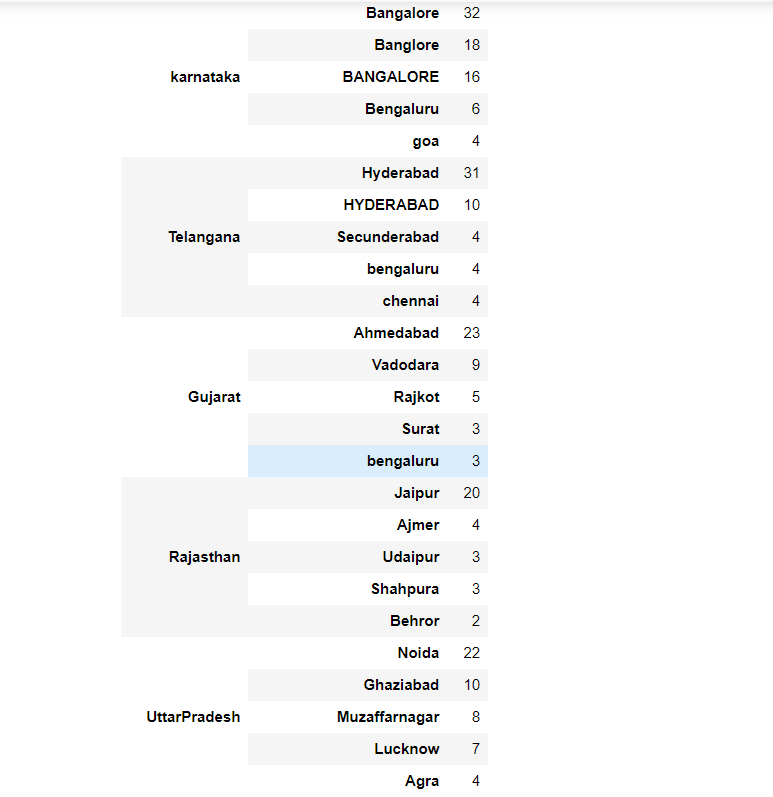 Bangalore 32
Banglore 18
karnataka BANGALORE 16
Bengaluru 6
goa 4
Hyderabad 31
HYDERABAD 10
Telangana Secunderabad 4
bengaluru 4
chennai 4
Ahmedabad 23
Vadodara 9
Gujarat Rajkot 5
Surat 3
bengaluru 3
Jaipur 20
Ajmer 4
Rajasthan Udaipur 3
Shahpura 3
Behror 2
Noida 22
Ghaziabad 10
UttarPradesh Muzaffarnagar 8
Lucknow 7
Agra 4